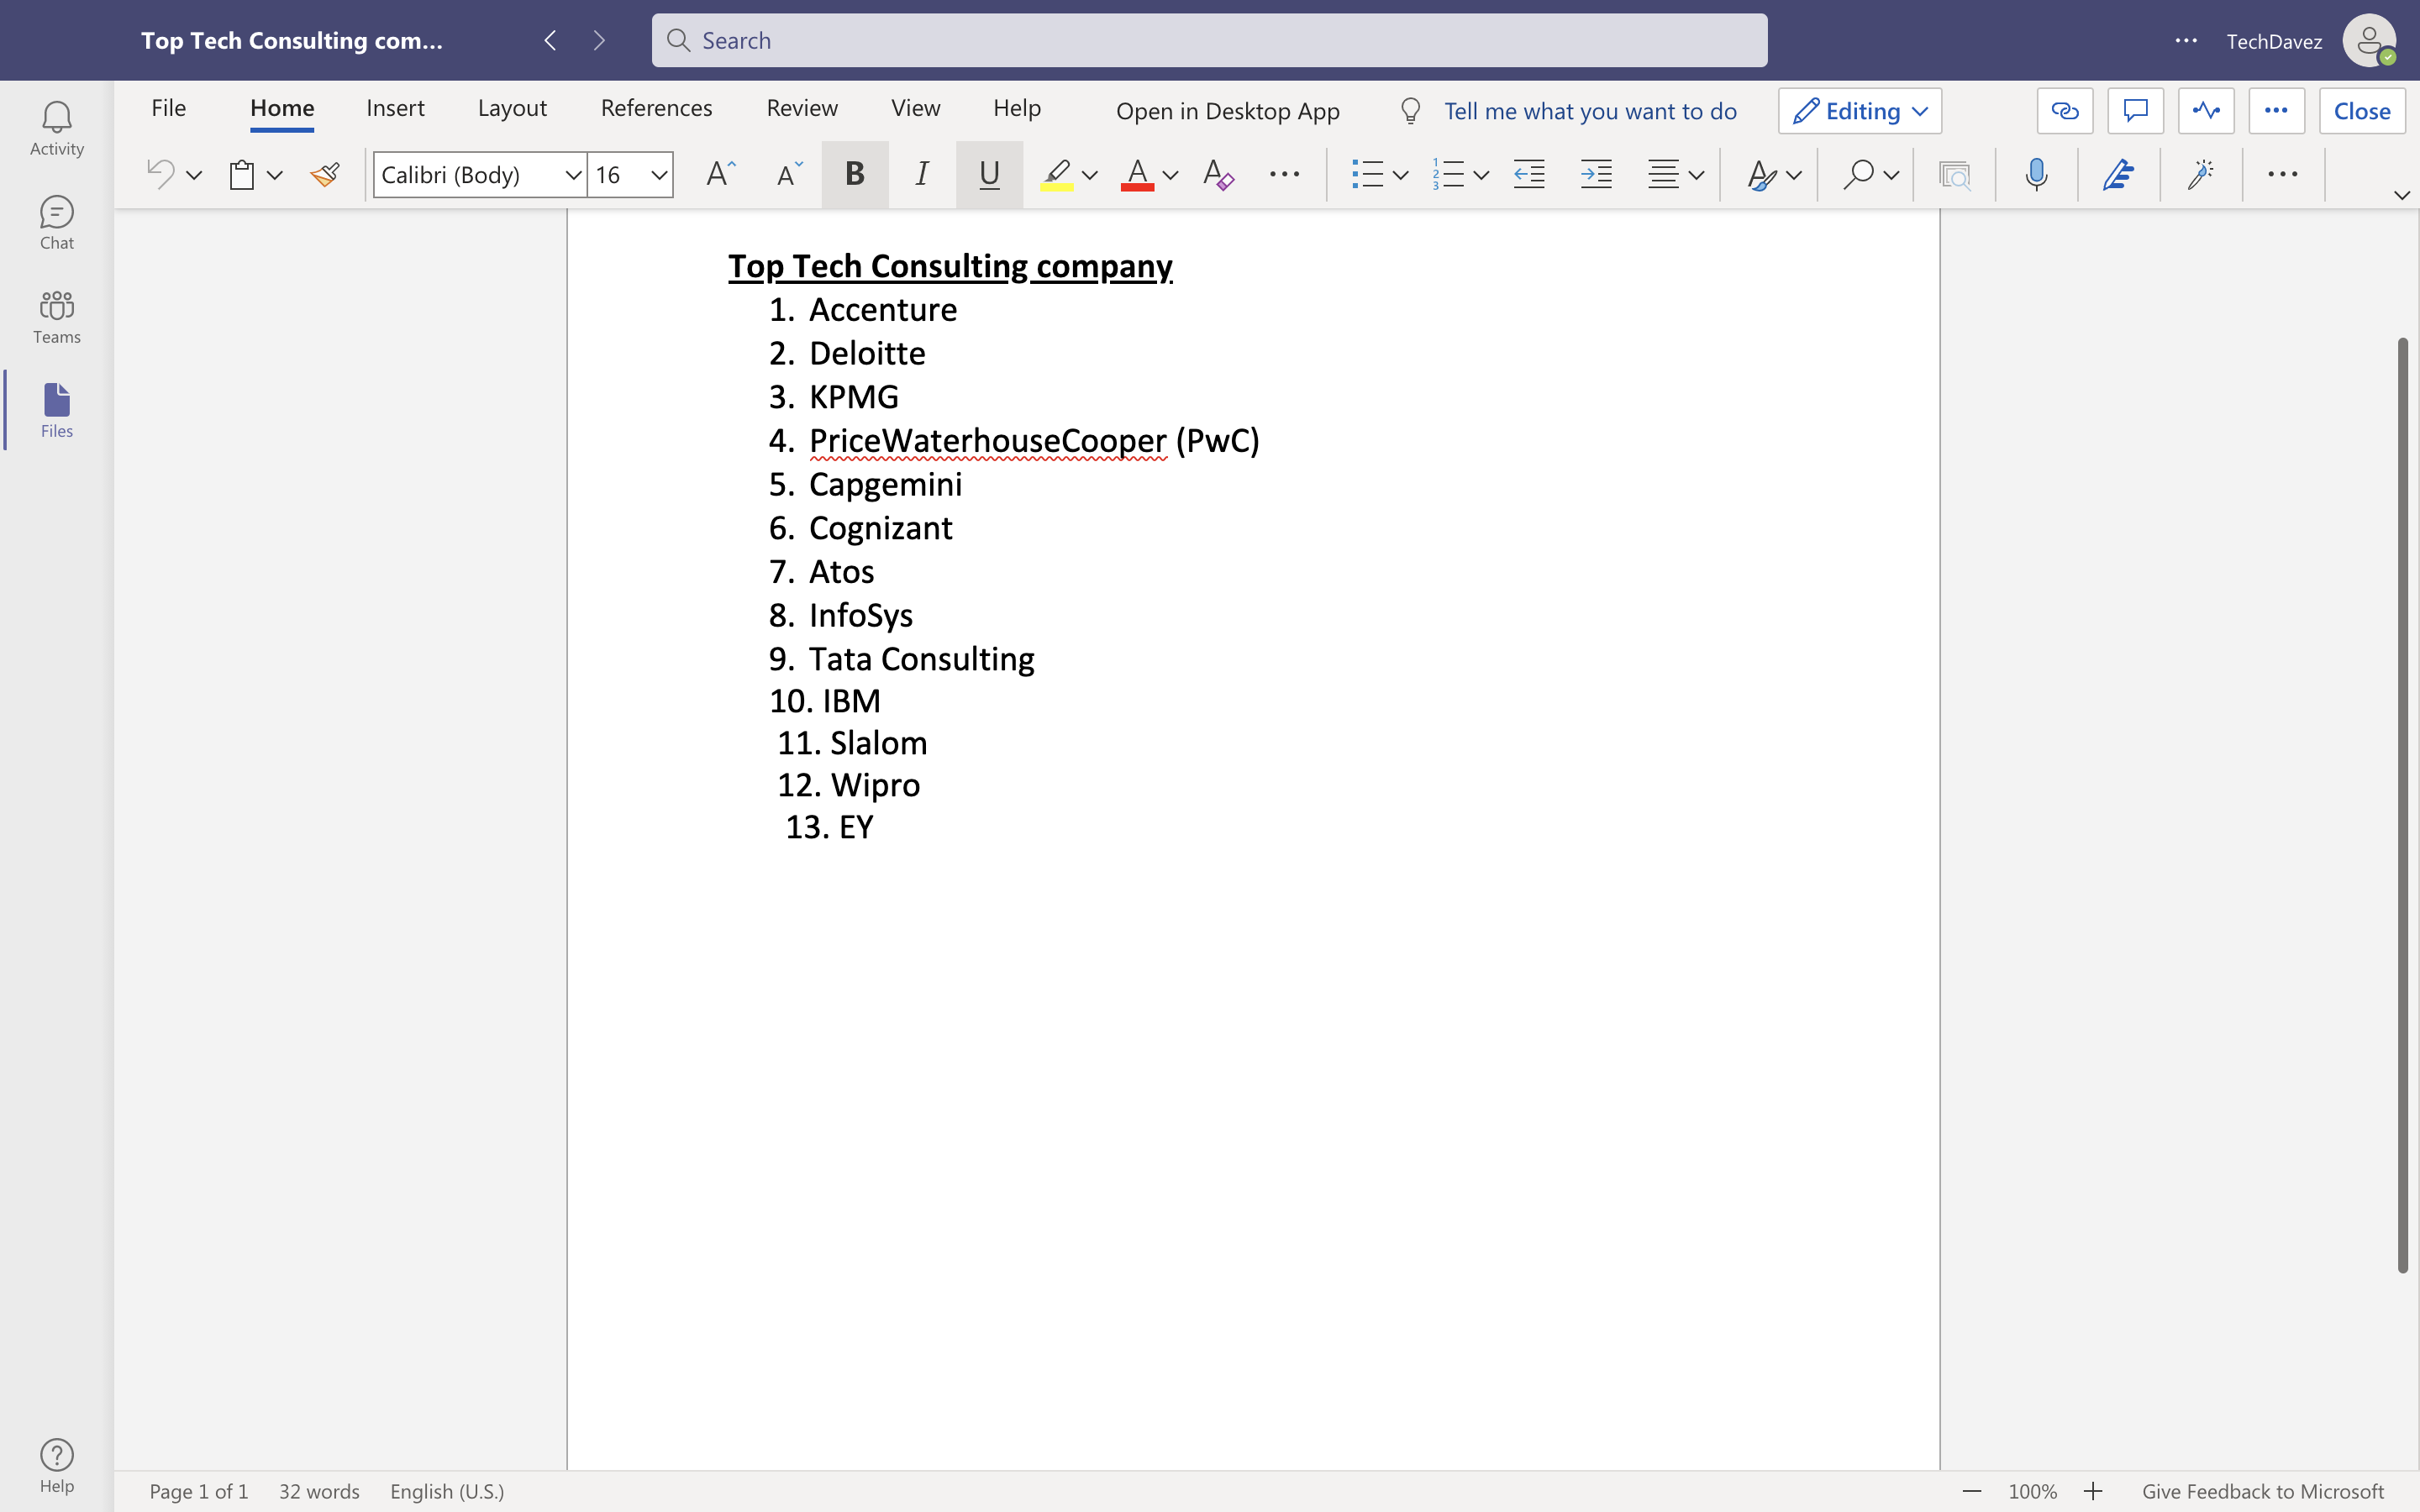 Top Tech Consulting com...
Search
TechDavez
File Home Insert Layout References Review View Help Open in Desktop App Tell me what you want to do Editing Close
Calibri (Body) 16
Activity
Chat
Teams
Files
Top Tech Consulting company
1. Accenture
2. Deloitte
3. KPMG
4. PriceWaterhouseCooper (PwC)
5. Capgemini
6. Cognizant
7. Atos
8. InfoSys
9. Tata Consulting
10. IBM
11. Slalom
12. Wipro
13. EY
Help
Page 1 of 1 32 words English (U.S.) 100% Give Feedback to Microsoft